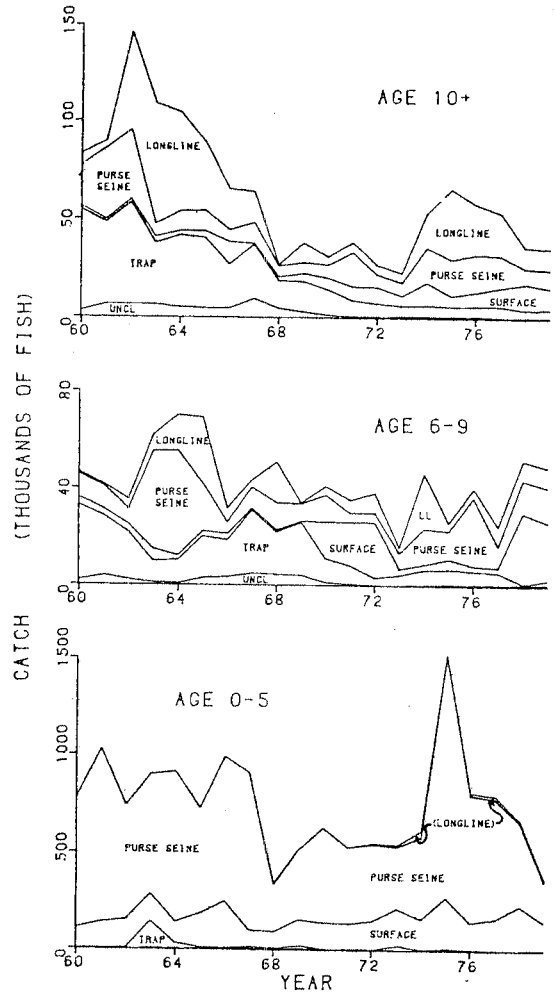 CATCH (THOUSANDS OF FISH)
150
100
50
0
AGE 10+
LONGLINE
PURSE
SEINE
TRAP
UNCL
LONGLINE
PURSE SEINE
SURFACE
60 64 68 72 76
80
40
0
AGE 6-9
LONGLINE
PURSE
SEINE
TRAP
SURFACE
LL
PURSE SEINE
UNCL
60 64 68 72 76
1500
1000
500
0
AGE 0-5
(LONGLINE)
PURSE SEINE
PURSE SEINE
SURFACE
TRAP
60 64 68 72 76
YEAR